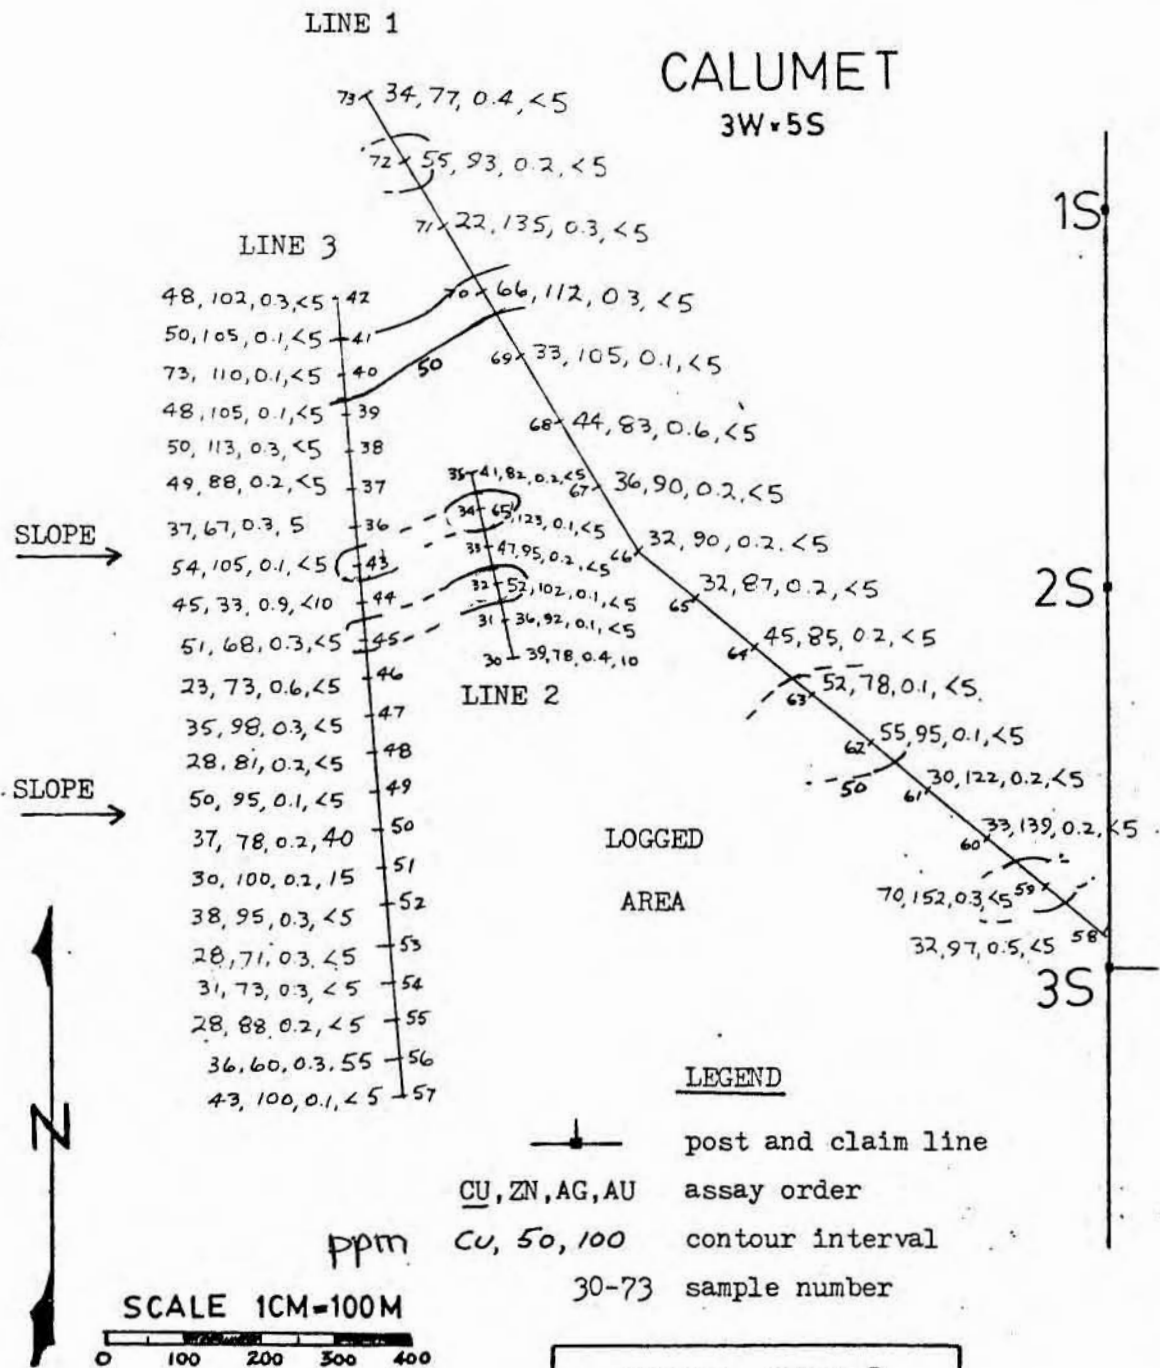 LINE 1
CALUMET
3W×5S
73 34, 77, 0.4, <5
72 55, 93, 0.2, <5
71 22, 135, 0.3, <5
70 66, 112, 0.3, <5
69 33, 105, 0.1, <5
68 44, 83, 0.6, <5
67 36, 90, 0.2, <5
66 32, 90, 0.2, <5
65 32, 87, 0.2, <5
64 45, 85, 0.2, <5
63 52, 78, 0.1, <5
62 55, 95, 0.1, <5
50
61 30, 122, 0.2, <5
60 33, 139, 0.2, <5
70, 152, 0.3, <5 59
32, 97, 0.5, <5 58
1S
2S
3S
LINE 3
48, 102, 0.3, <5 42
50, 105, 0.1, <5 41
73, 110, 0.1, <5 40
50
48, 105, 0.1, <5 39
50, 113, 0.3, <5 38
49, 88, 0.2, <5 37
37, 67, 0.3, 5 36
SLOPE
54, 105, 0.1, <5 43
45, 33, 0.9, <10 44
51, 68, 0.3, <5 45
23, 73, 0.6, <5 46
35, 98, 0.3, <5 47
28, 81, 0.2, <5 48
SLOPE
50, 95, 0.1, <5 49
37, 78, 0.2, 40 50
30, 100, 0.2, 15 51
38, 95, 0.3, <5 52
28, 71, 0.3, <5 53
31, 73, 0.3, <5 54
28, 88, 0.2, <5 55
36, 60, 0.3, 55 56
43, 100, 0.1, <5 57
35 41, 82, 0.2, <5
34 65, 123, 0.1, <5
33 47, 95, 0.2, <5
32 52, 102, 0.1, <5
31 36, 92, 0.1, <5
30 39, 78, 0.4, 10
LINE 2
LOGGED
AREA
N
LEGEND
post and claim line
CU, ZN, AG, AU assay order
ppm CU, 50, 100 contour interval
30-73 sample number
SCALE 1CM=100M
0 100 200 300 400